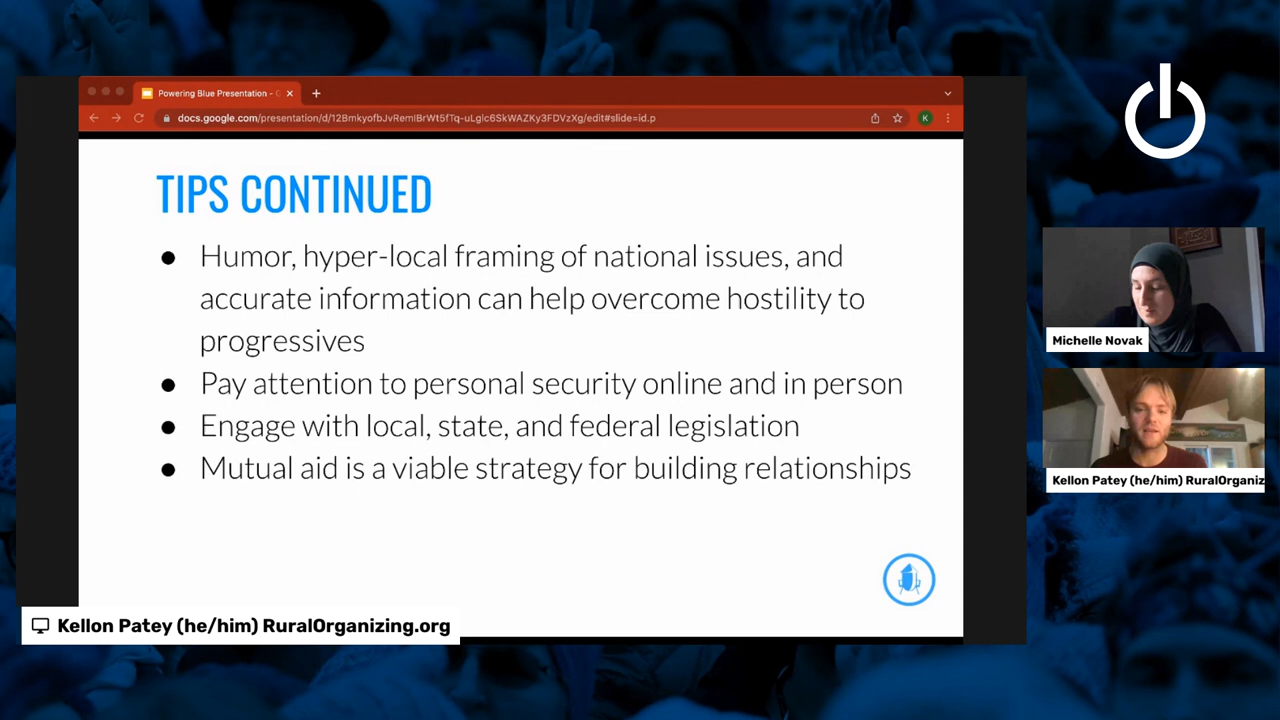 Powering Blue Presentation - G
docs.google.com/presentation/d/12BmkyofbJvRemIBrWt5fTq-uLglc6SkWAZKy3FDVzXg/edit#slide=id.p
K
TIPS CONTINUED
● Humor, hyper-local framing of national issues, and
accurate information can help overcome hostility to
progressives
● Pay attention to personal security online and in person
● Engage with local, state, and federal legislation
● Mutual aid is a viable strategy for building relationships
Kellon Patey (he/him) RuralOrganizing.org
Michelle Novak
Kellon Patey (he/him) RuralOrganiz